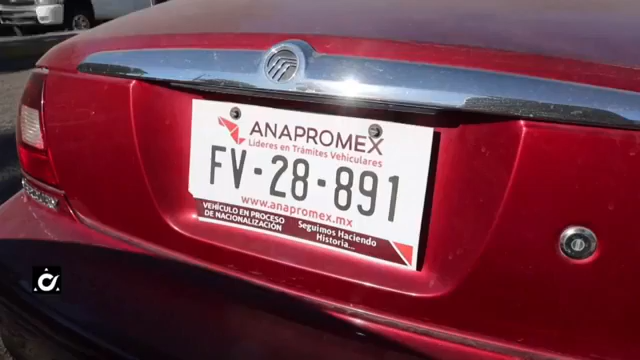 ANAPROMEX
Líderes en Trámites Vehiculares
FV-28-891
www.anapromex.mx
VEHÍCULO EN PROCESO
DE NACIONALIZACIÓN
Seguimos Haciendo
Historia...